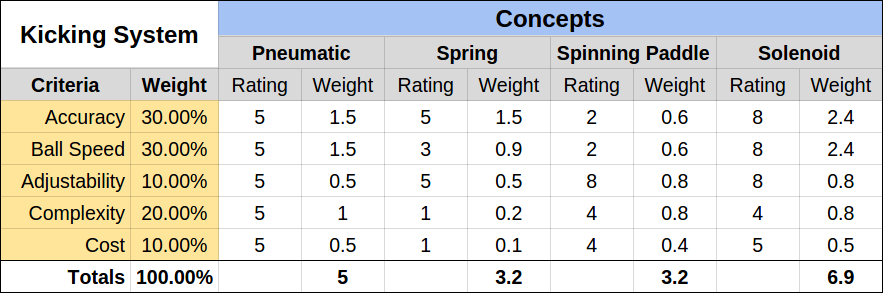 Kicking System Concepts
Pneumatic Spring Spinning Paddle Solenoid
Criteria Weight Rating Weight Rating Weight Rating Weight Rating Weight
Accuracy 30.00% 5 1.5 5 1.5 2 0.6 8 2.4
Ball Speed 30.00% 5 1.5 3 0.9 2 0.6 8 2.4
Adjustability 10.00% 5 0.5 5 0.5 8 0.8 8 0.8
Complexity 20.00% 5 1 1 0.2 4 0.8 4 0.8
Cost 10.00% 5 0.5 1 0.1 4 0.4 5 0.5
Totals 100.00% 5 3.2 3.2 6.9